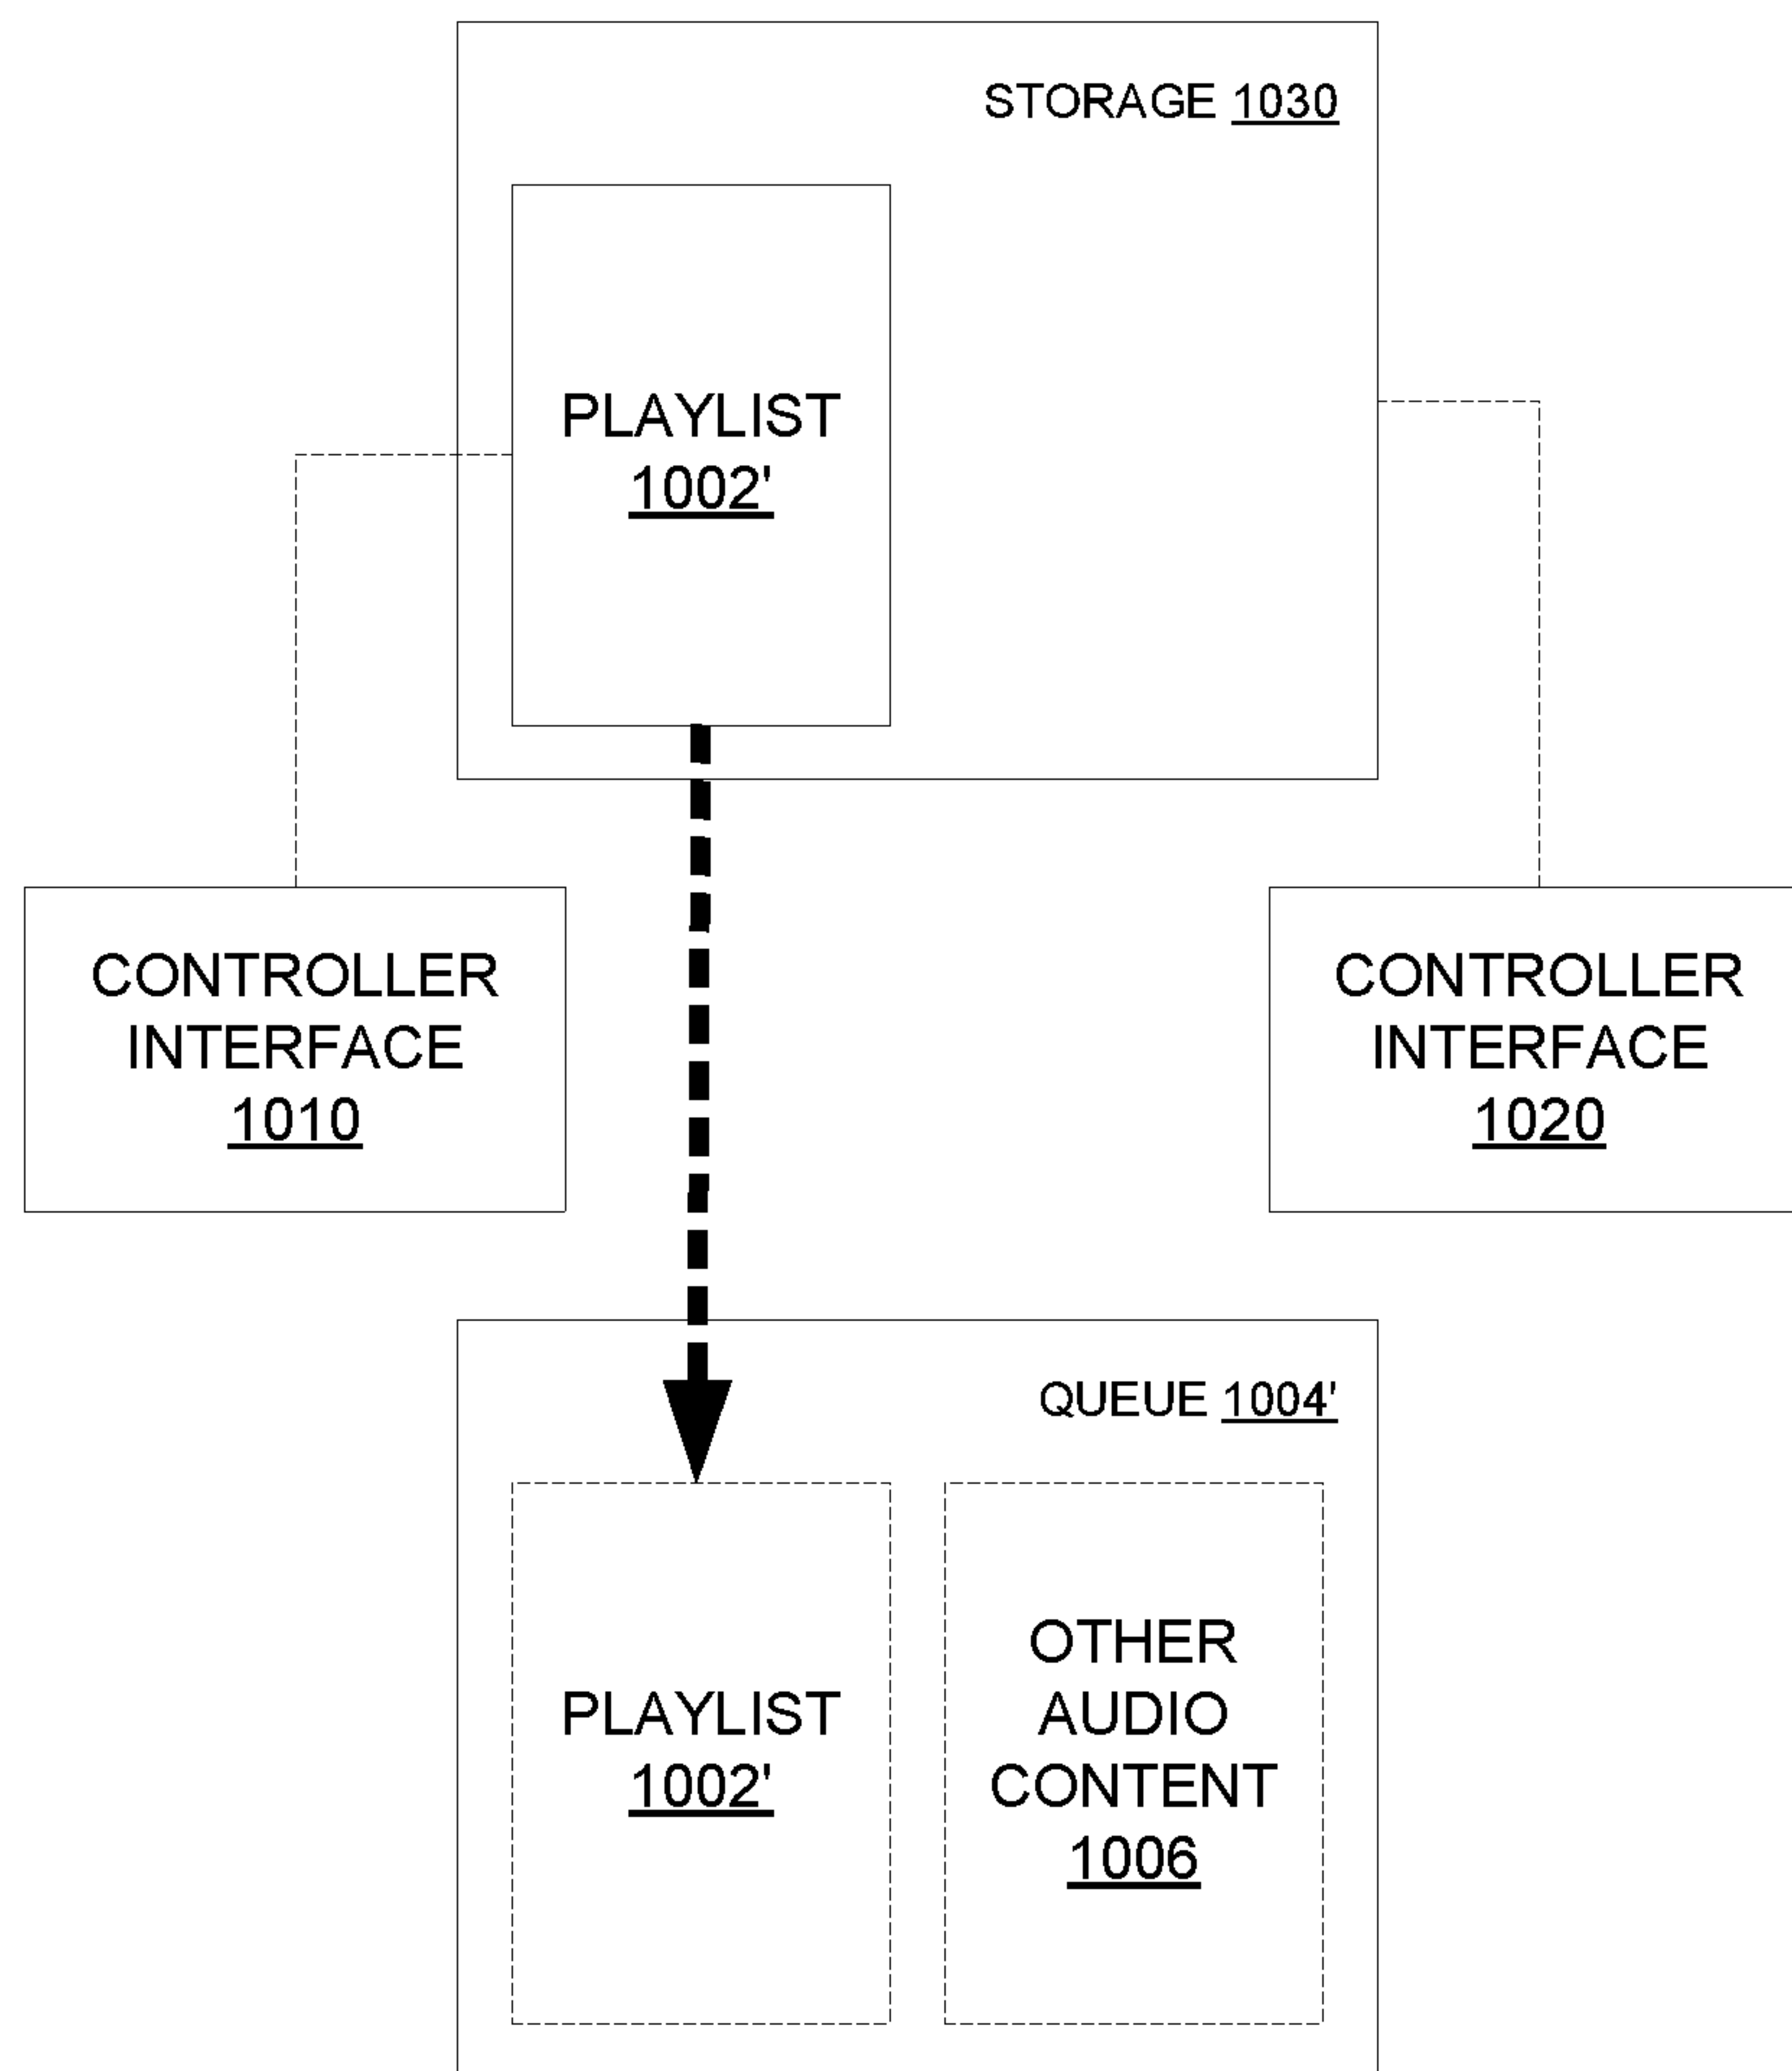 STORAGE 1030
PLAYLIST
1002'
CONTROLLER
INTERFACE
1010
CONTROLLER
INTERFACE
1020
QUEUE 1004'
PLAYLIST
1002'
OTHER
AUDIO
CONTENT
1006